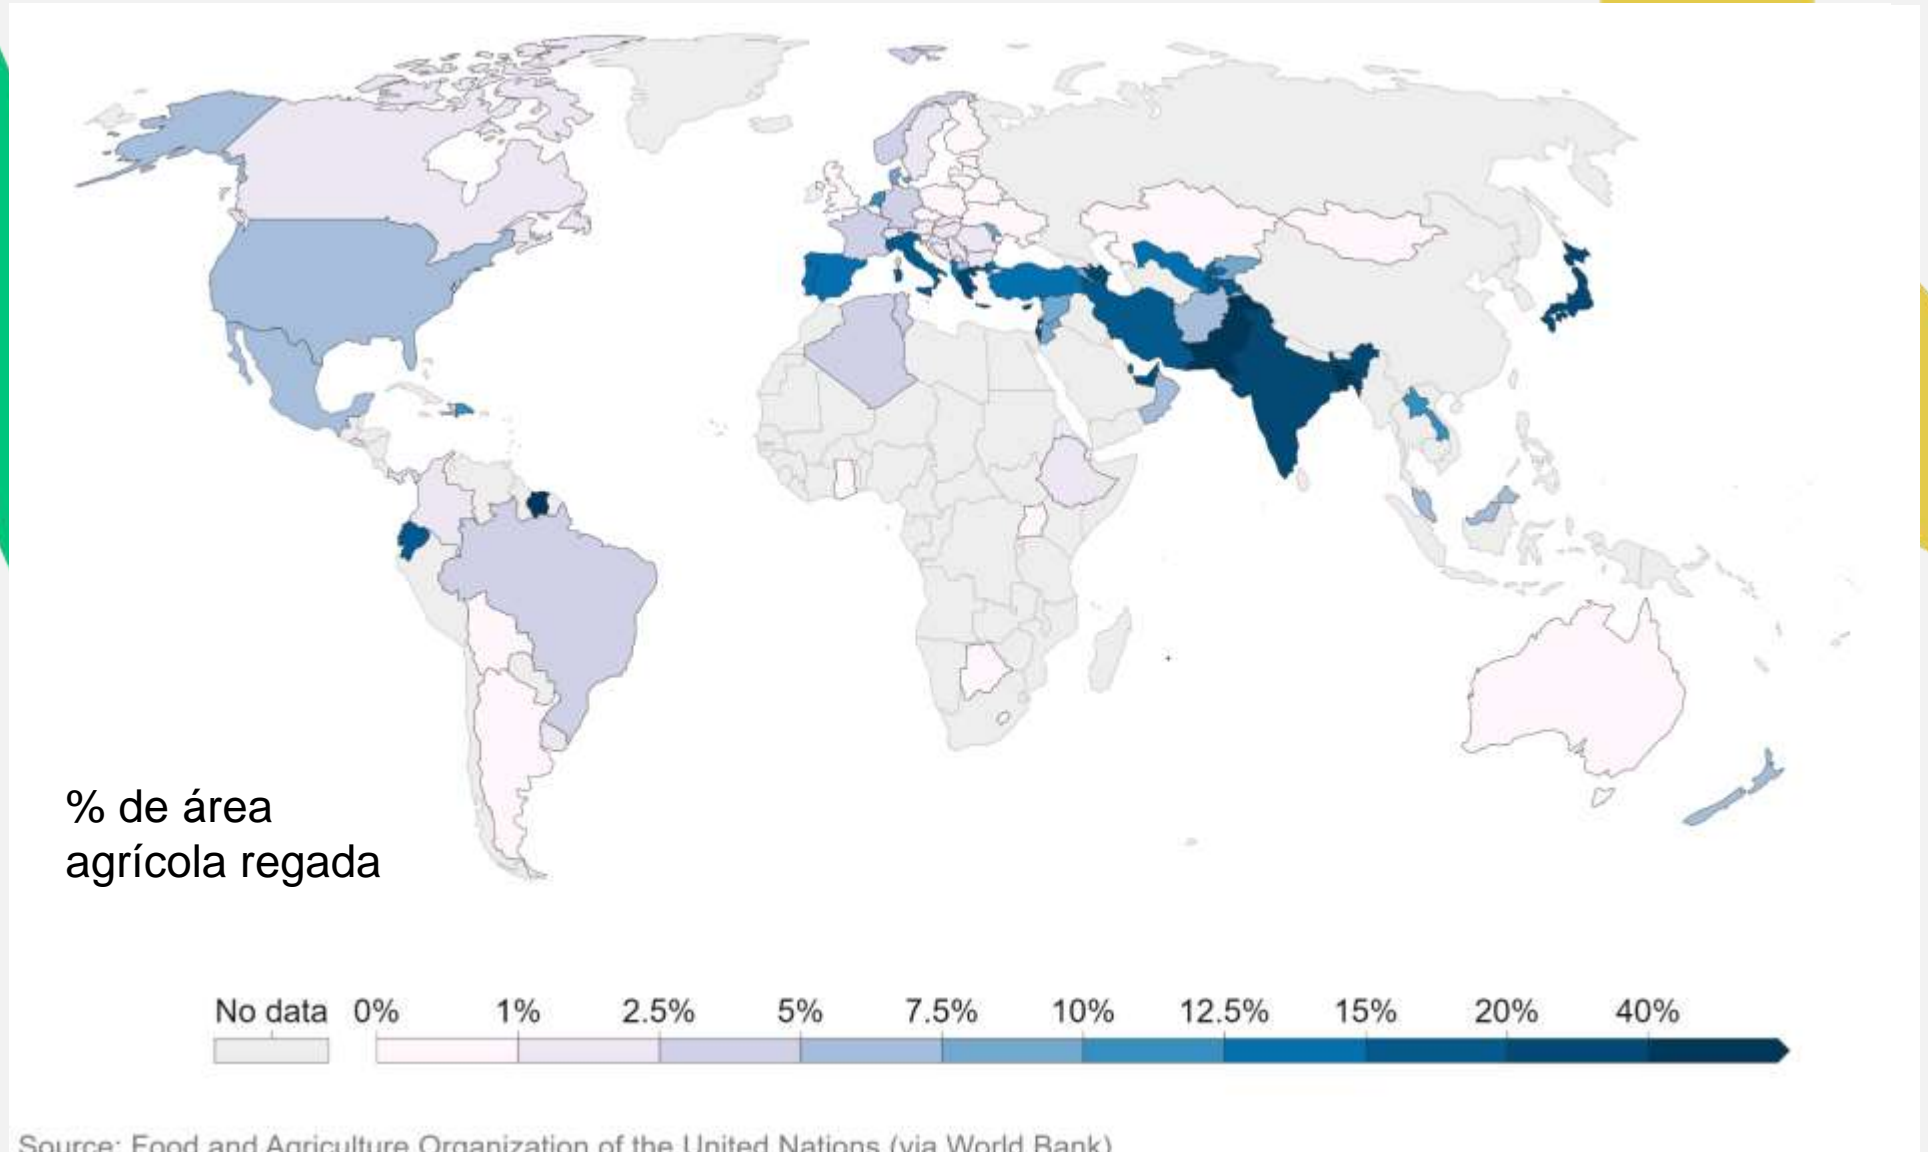 % de área
agrícola regada
No data 0% 1% 2.5% 5% 7.5% 10% 12.5% 15% 20% 40%
Source: Food and Agriculture Organization of the United Nations (via World Bank)